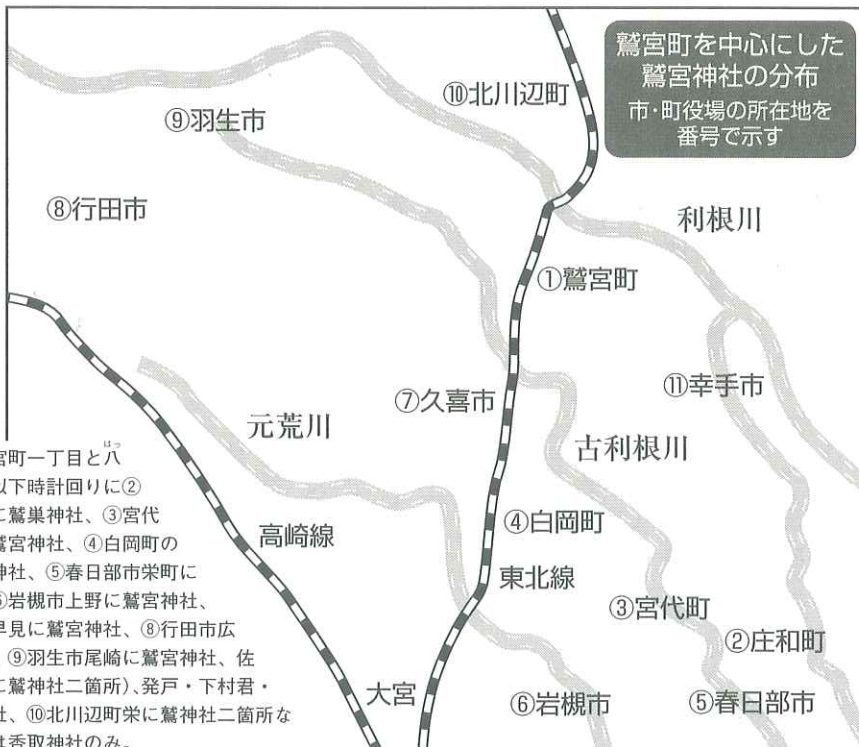 鷲宮町を中心にした
鷲宮神社の分布
市・町役場の所在地を
番号で示す
⑩北川辺町
⑨羽生市
⑧行田市
利根川
①鷲宮町
⑪幸手市
⑦久喜市
元荒川
古利根川
高崎線
④白岡町
東北線
③宮代町
②庄和町
大宮
⑥岩槻市
⑤春日部市
はっ
宮町一丁目と八
以下時計回りに②
に鷲巣神社、③宮代
鷲宮神社、④白岡町の
神社、⑤春日部市栄町に
⑥岩槻市上野に鷲宮神社、
早見に鷲宮神社、⑧行田市広
、⑨羽生市尾崎に鷲宮神社、佐
に鷲神社二箇所)、発戸・下村君・
社、⑩北川辺町栄に鷲神社二箇所な
は香取神社のみ。